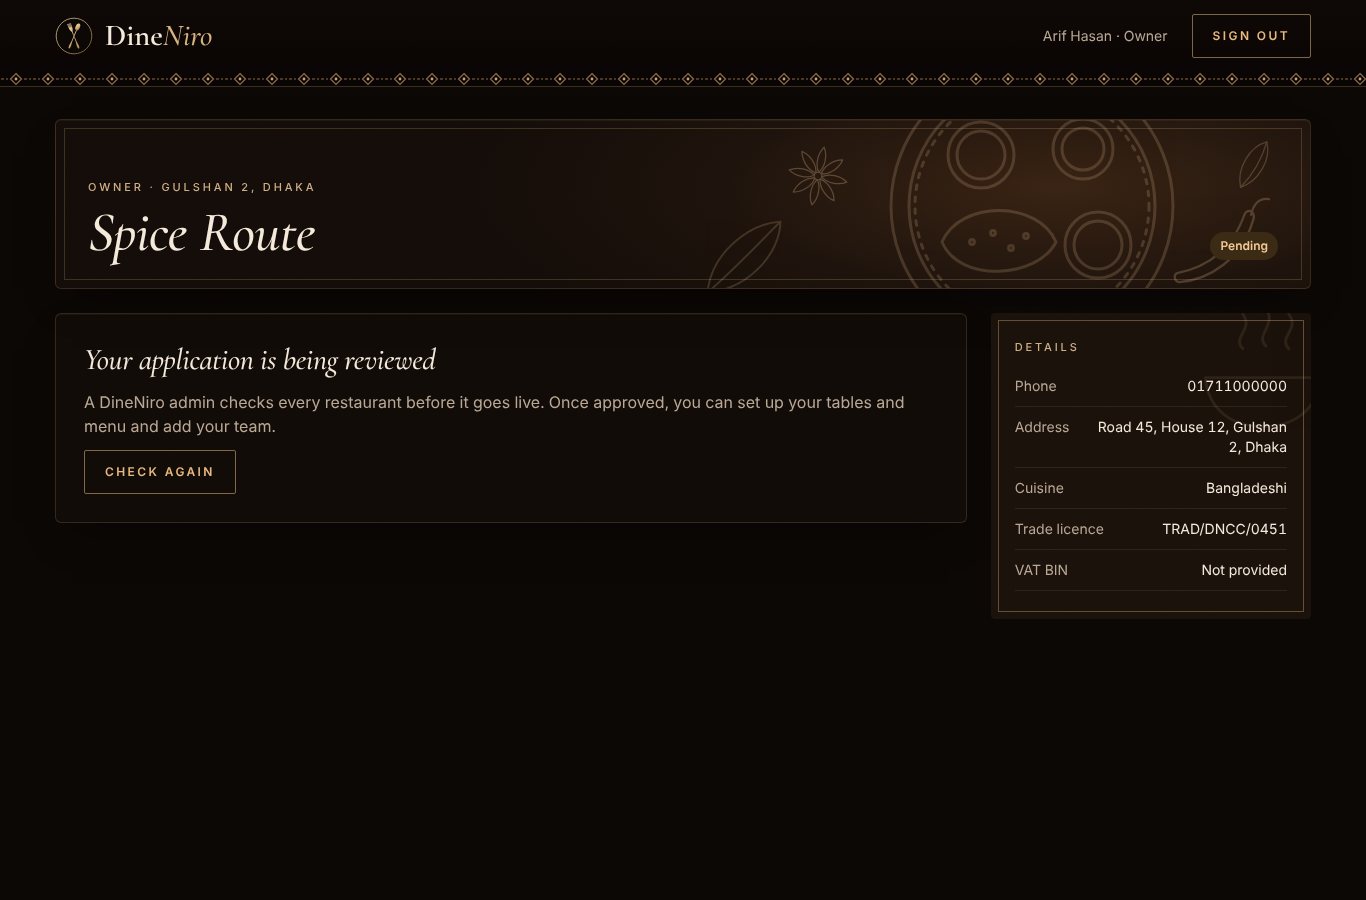 DineNiro
Arif Hasan · Owner
SIGN OUT
OWNER · GULSHAN 2, DHAKA
Spice Route
Pending
Your application is being reviewed
A DineNiro admin checks every restaurant before it goes live. Once approved, you can set up your tables and
menu and add your team.
CHECK AGAIN
DETAILS
Phone 01711000000
Address Road 45, House 12, Gulshan
2, Dhaka
Cuisine Bangladeshi
Trade licence TRAD/DNCC/0451
VAT BIN Not provided